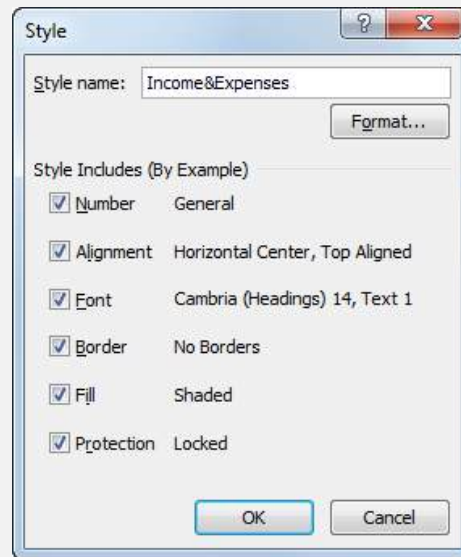 Style
Style name: Income&Expenses
Format...
Style Includes (By Example)
Number General
Alignment Horizontal Center, Top Aligned
Font Cambria (Headings) 14, Text 1
Border No Borders
Fill Shaded
Protection Locked
OK Cancel